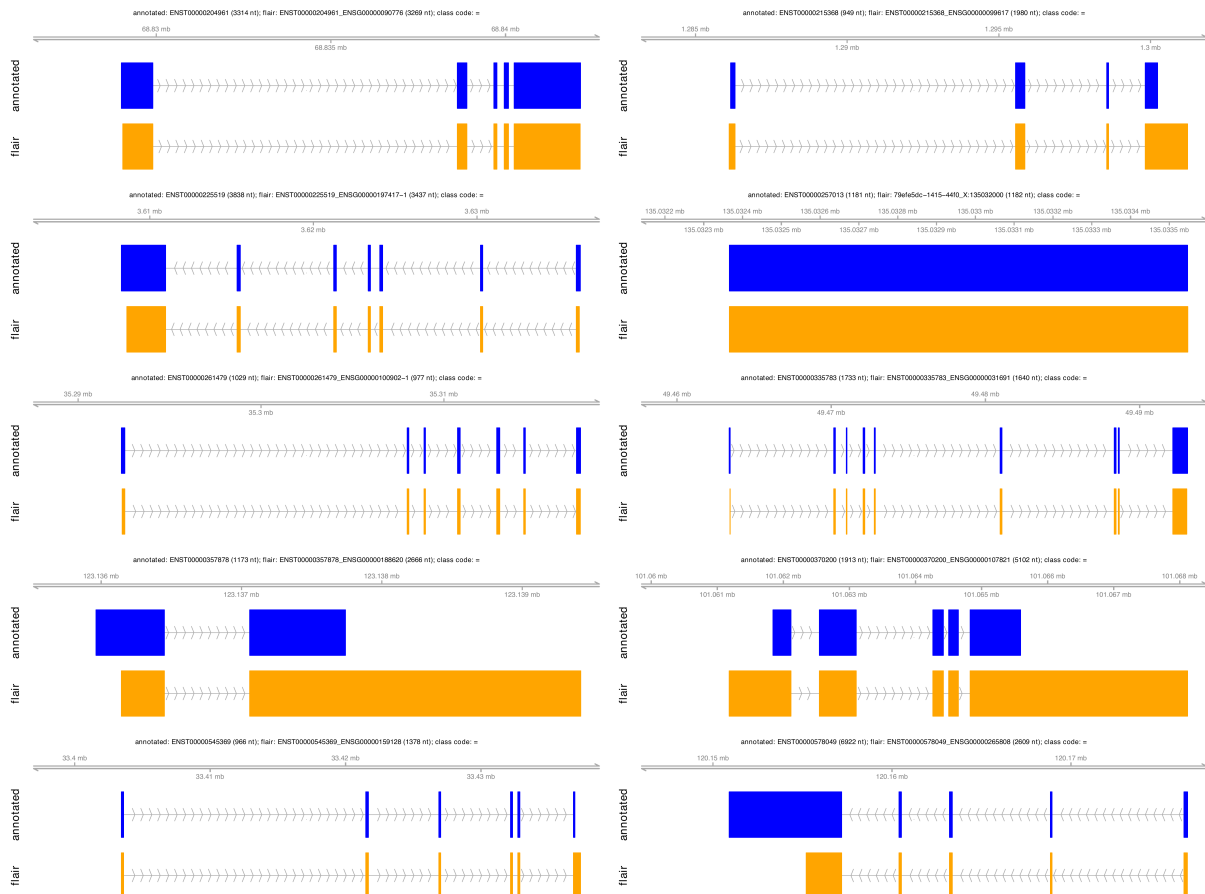 annotated: ENST00000204961 (3314 nt); flair: ENST00000204961_ENSG00000090776 (3269 nt); class code: =
68.83 mb 68.84 mb
68.835 mb
annotated
flair
annotated: ENST00000215368 (949 nt); flair: ENST00000215368_ENSG00000099617 (1980 nt); class code: =
1.285 mb 1.295 mb
1.29 mb 1.3 mb
annotated
flair
annotated: ENST00000225519 (3838 nt); flair: ENST00000225519_ENSG00000197417−1 (3437 nt); class code: =
3.61 mb 3.63 mb
3.62 mb
annotated
flair
annotated: ENST00000257013 (1181 nt); flair: 79efe5dc−1415−44f0_X:135032000 (1182 nt); class code: =
135.0322 mb 135.0324 mb 135.0326 mb 135.0328 mb 135.033 mb 135.0332 mb 135.0334 mb
135.0323 mb 135.0325 mb 135.0327 mb 135.0329 mb 135.0331 mb 135.0333 mb 135.0335 mb
annotated
flair
annotated: ENST00000261479 (1029 nt); flair: ENST00000261479_ENSG00000100902−1 (977 nt); class code: =
35.29 mb 35.31 mb
35.3 mb
annotated
flair
annotated: ENST00000335783 (1733 nt); flair: ENST00000335783_ENSG00000031691 (1640 nt); class code: =
49.46 mb 49.48 mb
49.47 mb 49.49 mb
annotated
flair
annotated: ENST00000357878 (1173 nt); flair: ENST00000357878_ENSG00000188620 (2666 nt); class code: =
123.136 mb 123.138 mb
123.137 mb 123.139 mb
annotated
flair
annotated: ENST00000370200 (1913 nt); flair: ENST00000370200_ENSG00000107821 (5102 nt); class code: =
101.06 mb 101.062 mb 101.064 mb 101.066 mb 101.068 mb
101.061 mb 101.063 mb 101.065 mb 101.067 mb
annotated
flair
annotated: ENST00000545369 (966 nt); flair: ENST00000545369_ENSG00000159128 (1378 nt); class code: =
33.4 mb 33.42 mb
33.41 mb 33.43 mb
annotated
flair
annotated: ENST00000578049 (6922 nt); flair: ENST00000578049_ENSG00000265808 (2609 nt); class code: =
120.15 mb 120.17 mb
120.16 mb
annotated
flair